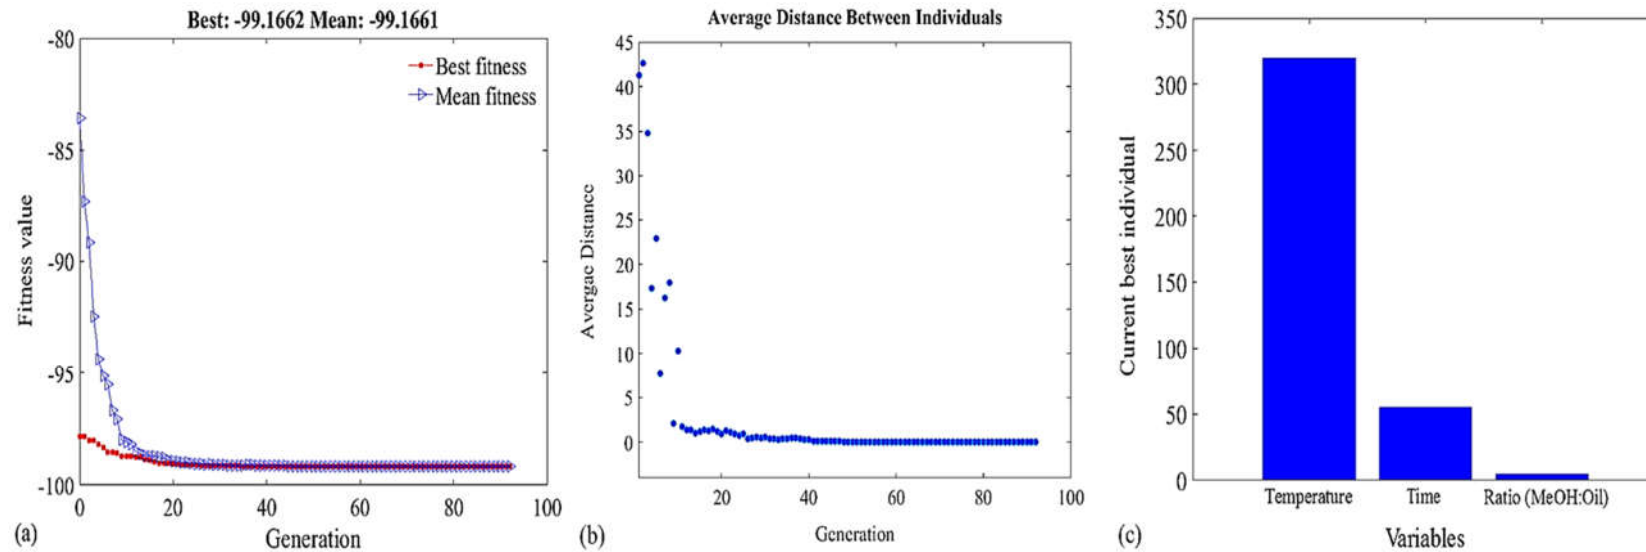 Best: -99.1662 Mean: -99.1661
-80
-85
-90
-95
-100
0
20
40
60
80
100
Fitness value
Generation
Best fitness
Mean fitness
(a)
Average Distance Between Individuals
45
40
35
30
25
20
15
10
5
0
20
40
60
80
100
Avergae Distance
Generation
(b)
350
300
250
200
150
100
50
0
Current best individual
Temperature
Time
Ratio (MeOH:Oil)
Variables
(c)